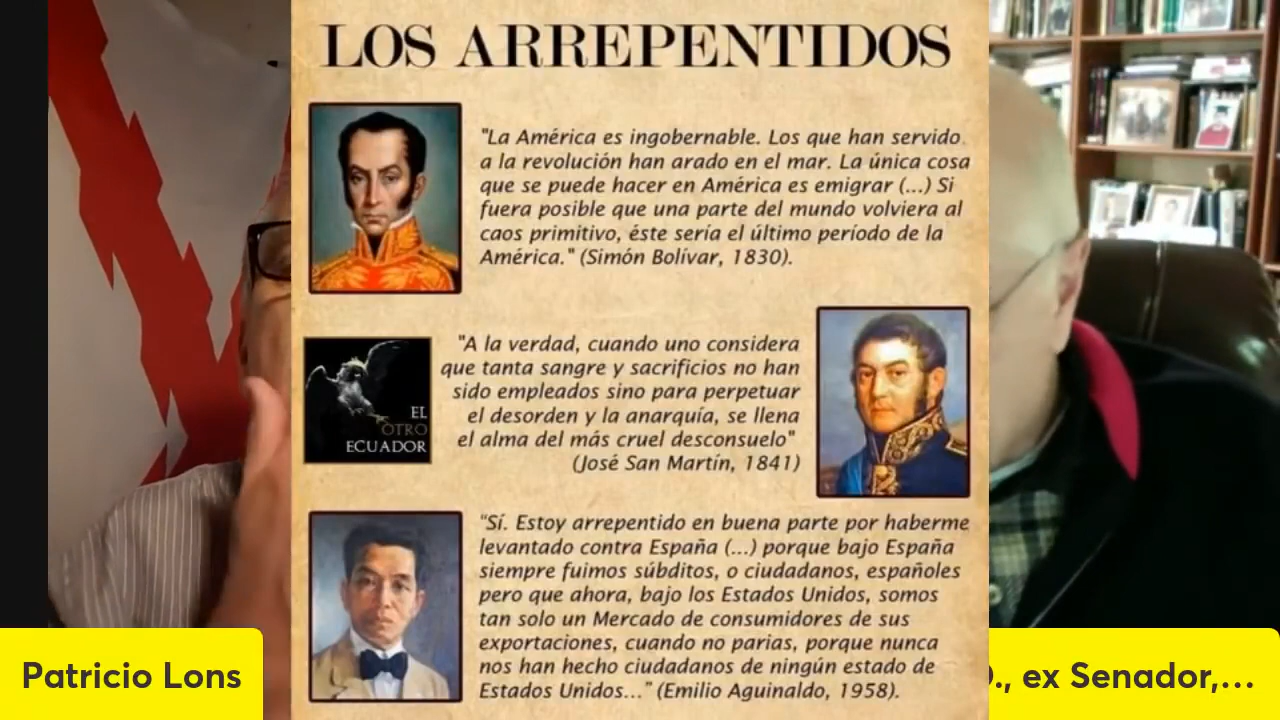 LOS ARREPENTIDOS
"La América es ingobernable. Los que han servido
a la revolución han arado en el mar. La única cosa
que se puede hacer en América es emigrar (...) Si
fuera posible que una parte del mundo volviera al
caos primitivo, éste sería el último período de la
América." (Simón Bolívar, 1830).
"A la verdad, cuando uno considera
que tanta sangre y sacrificios no han
sido empleados sino para perpetuar
el desorden y la anarquía, se llena
el alma del más cruel desconsuelo"
(José San Martín, 1841)
EL
OTRO
ECUADOR
"Sí. Estoy arrepentido en buena parte por haberme
levantado contra España (...) porque bajo España
siempre fuimos súbditos, o ciudadanos, españoles
pero que ahora, bajo los Estados Unidos, somos
tan solo un Mercado de consumidores de sus
exportaciones, cuando no parias, porque nunca
nos han hecho ciudadanos de ningún estado de
Estados Unidos..." (Emilio Aguinaldo, 1958).
Patricio Lons
., ex Senador,...